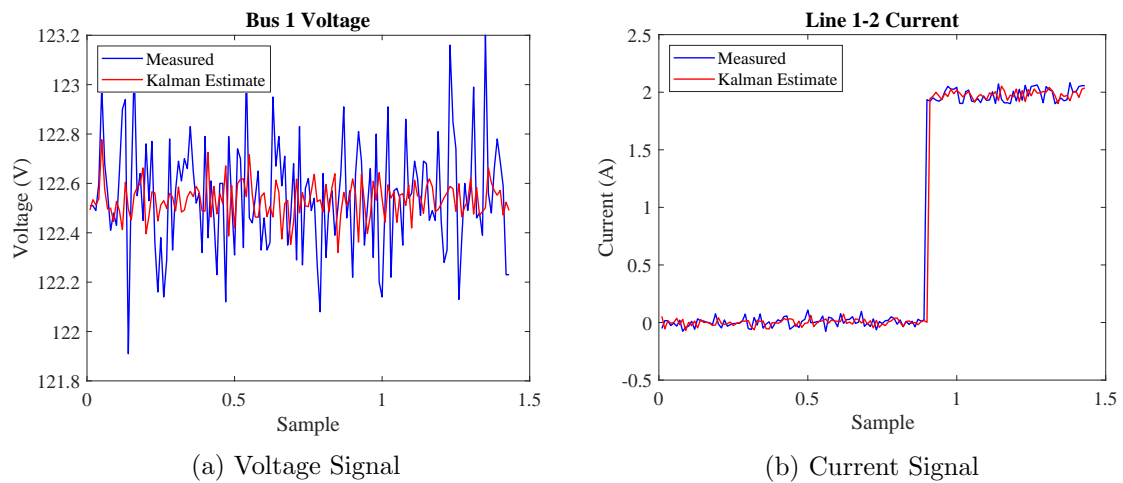 Bus 1 Voltage
123.2
123
122.8
122.6
122.4
122.2
122
121.8
Voltage (V)
Measured
Kalman Estimate
0
0.5
1
1.5
Sample
(a) Voltage Signal
Line 1-2 Current
2.5
2
1.5
1
0.5
0
-0.5
Current (A)
Measured
Kalman Estimate
0
0.5
1
1.5
Sample
(b) Current Signal